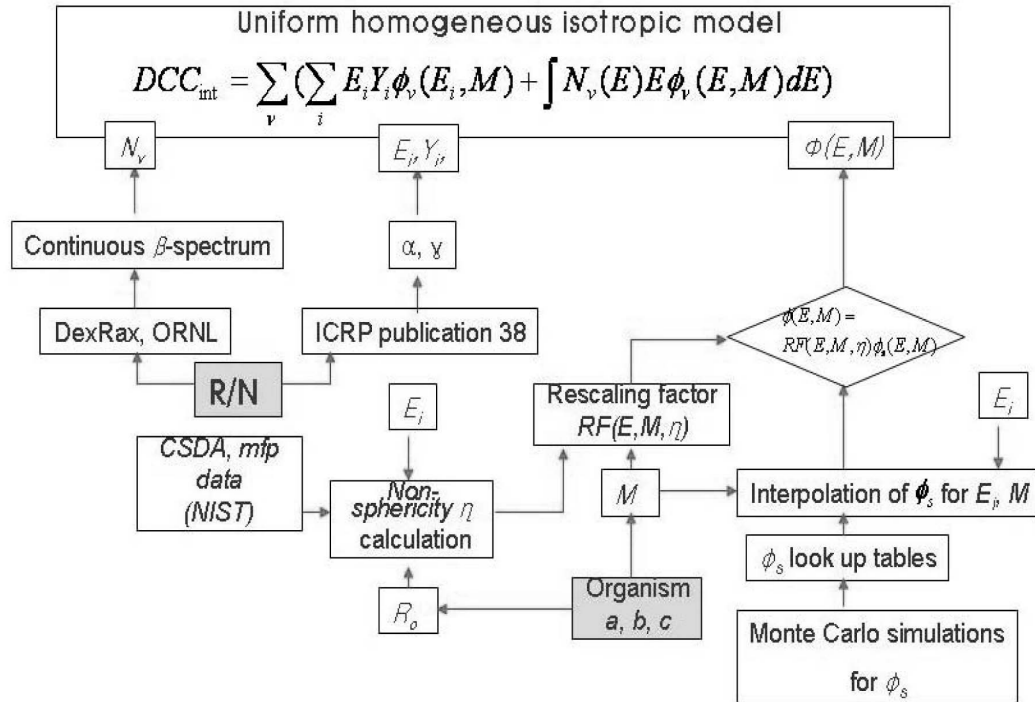 Uniform homogeneous isotropic model
DCC_int = ∑_ν (∑_i E_i Y_i ϕ_ν (E_i, M) + ∫ N_ν (E) E ϕ_ν (E, M) dE)
N_ν
E_i, Y_i,
Φ(E,M)
Continuous β-spectrum
α, ɣ
DexRax, ORNL
ICRP publication 38
ϕ(E,M) =
RF(E,M,η)ϕ_s(E,M)
R/N
E_i
Rescaling factor
RF(E,M,η)
E_i
CSDA, mfp
data
(NIST)
Non-
sphericity η
calculation
M
Interpolation of ϕ_s for E_i, M
ϕ_s look up tables
R_o
Organism
a, b, c
Monte Carlo simulations
for ϕ_s